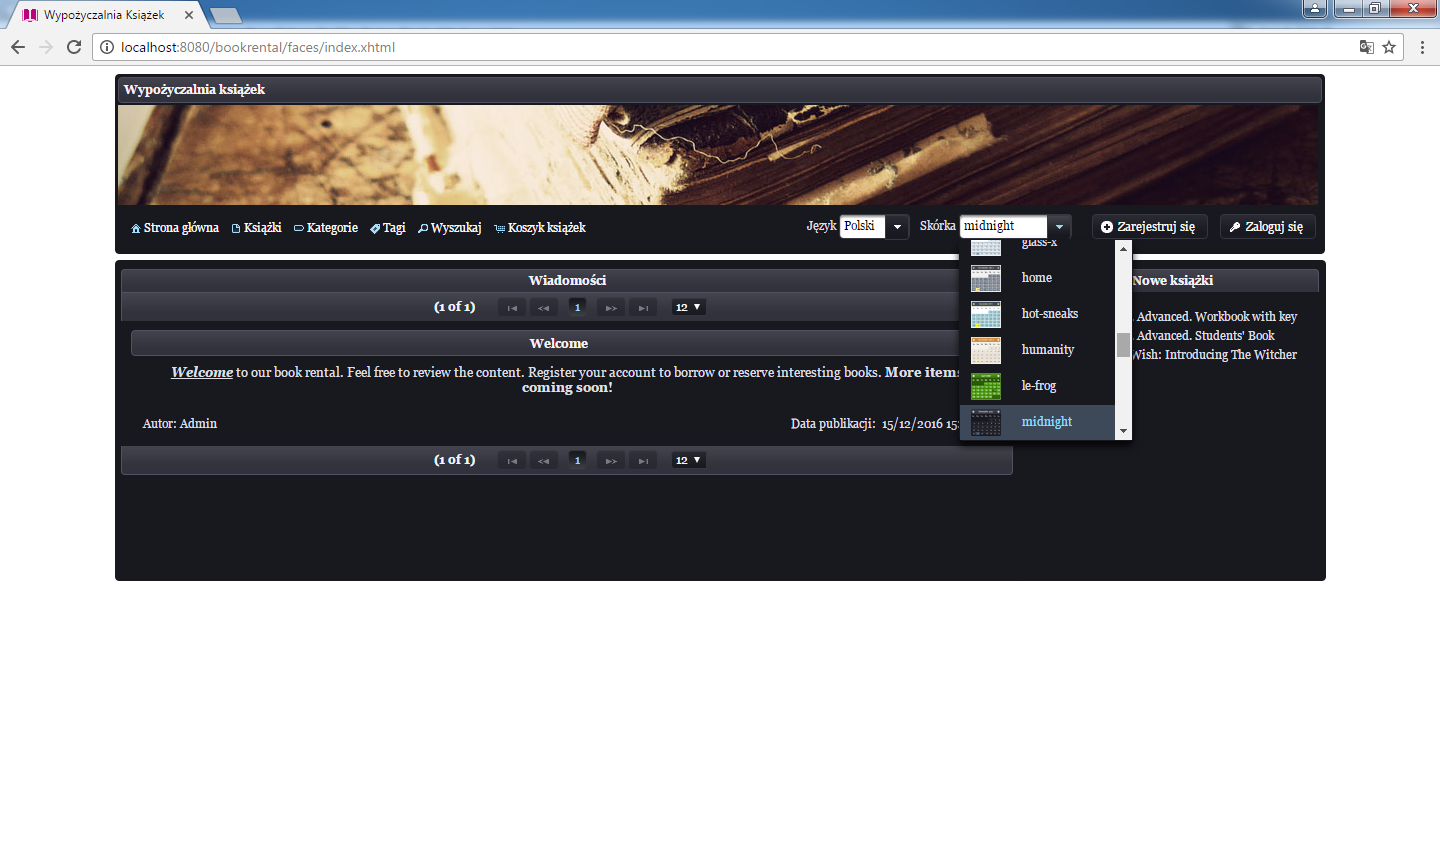 Wypożyczalnia Książek
localhost:8080/bookrental/faces/index.xhtml
Wypożyczalnia książek
Strona główna Książki Kategorie Tagi Wyszukaj Koszyk książek Język Polski Skórka midnight Zarejestruj się Zaloguj się
glass-x
home
hot-sneaks
humanity
le-frog
midnight
Wiadomości
(1 of 1) 1 12
Welcome
Welcome to our book rental. Feel free to review the content. Register your account to borrow or reserve interesting books. More items
coming soon!
Autor: Admin Data publikacji: 15/12/2016
(1 of 1) 1 12
Nowe książki
Advanced. Workbook with key
Advanced. Students' Book
Wish: Introducing The Witcher